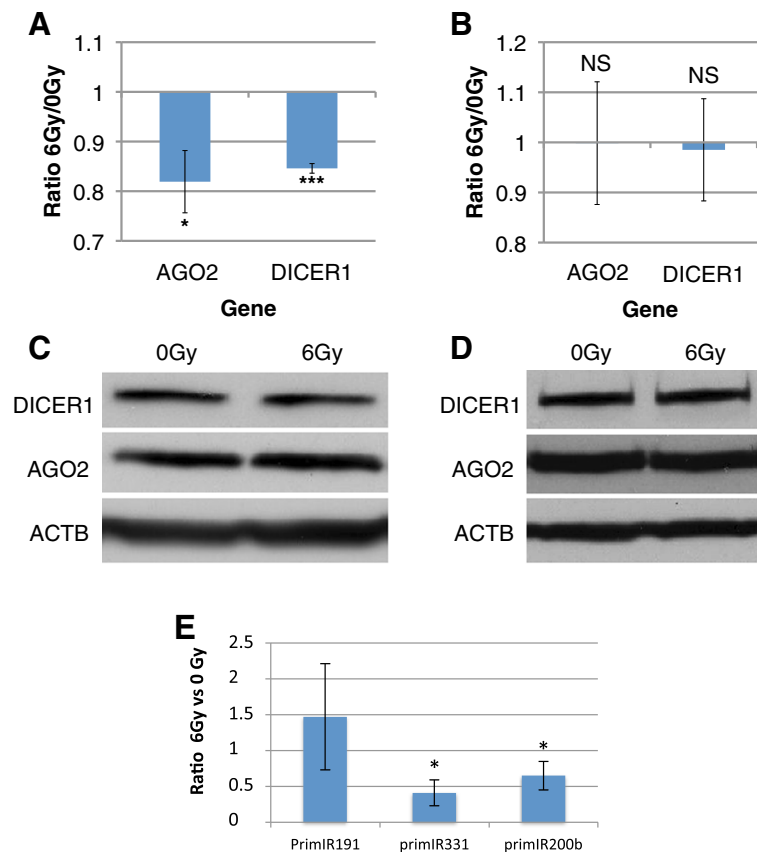 A
Ratio 6Gy/0Gy
1.1
1
0.9
0.8
0.7
*
***
AGO2 DICER1
Gene
B
Ratio 6Gy/0Gy
1.2
1.1
1
0.9
0.8
NS NS
AGO2 DICER1
Gene
C
0Gy 6Gy
DICER1
AGO2
ACTB
D
0Gy 6Gy
DICER1
AGO2
ACTB
E
Ratio 6Gy vs 0 Gy
2.5
2
1.5
1
0.5
0
* *
PrimIR191 primIR331 primIR200b